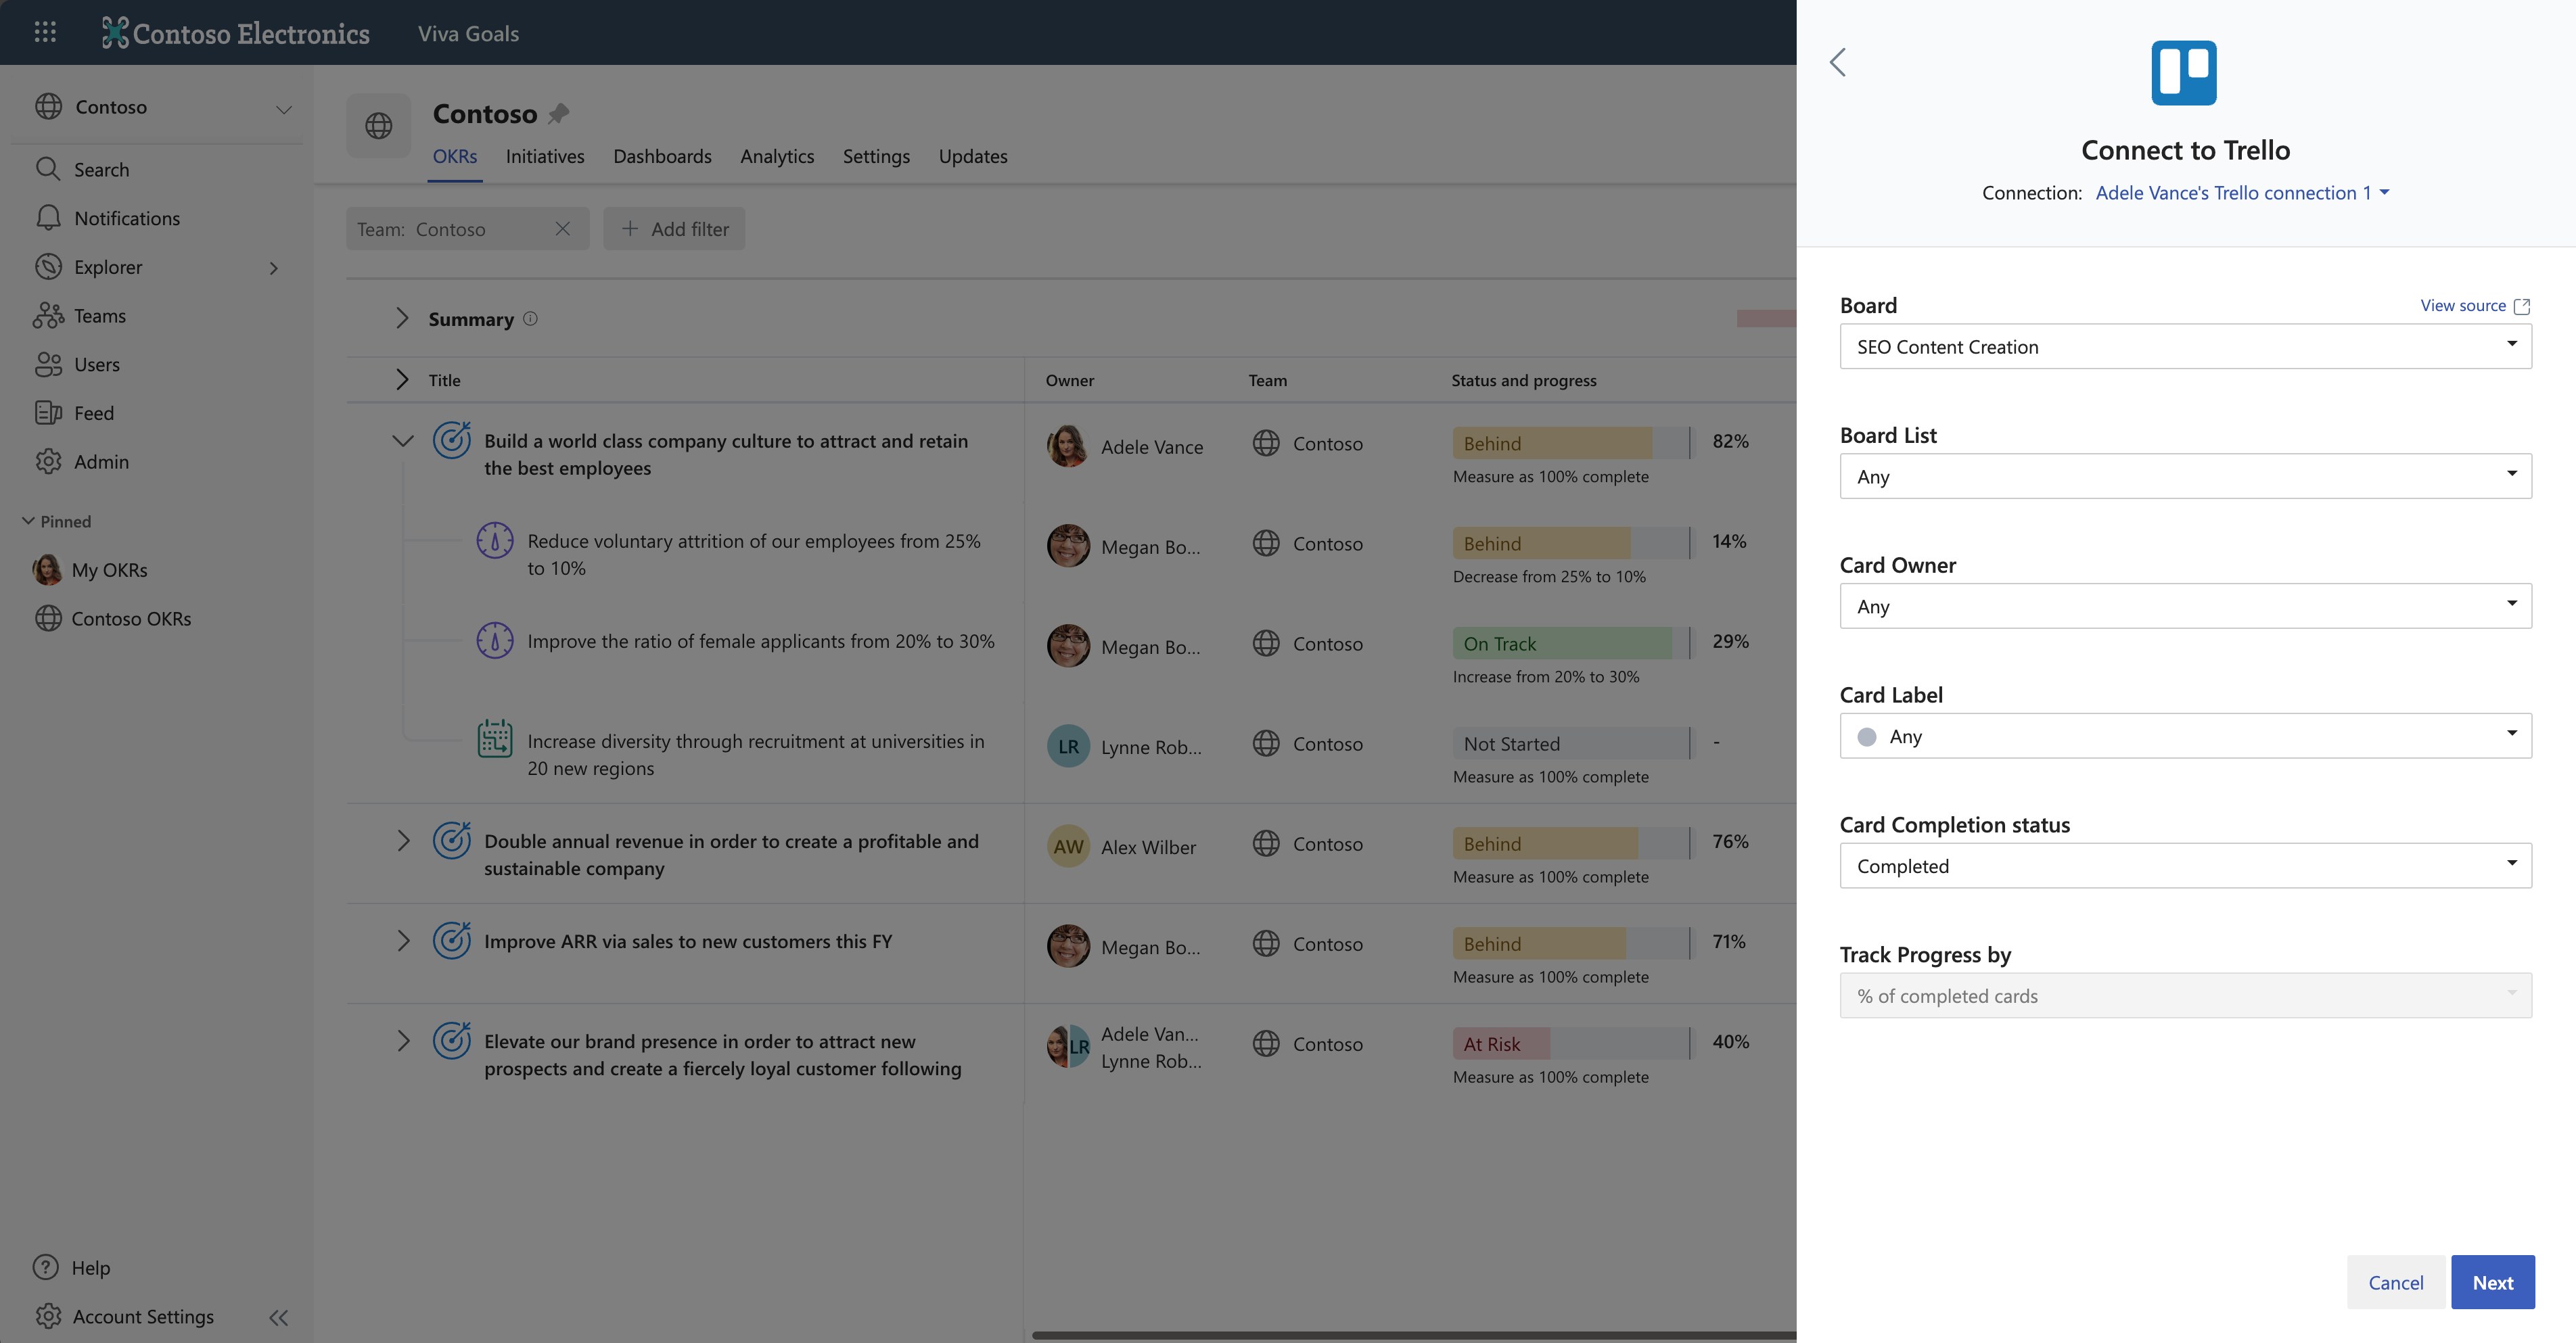 Contoso Electronics
Viva Goals
Contoso
Search
Notifications
Explorer
Teams
Users
Feed
Admin
Pinned
My OKRs
Contoso OKRs
Help
Account Settings
Contoso
OKRs Initiatives Dashboards Analytics Settings Updates
Team: Contoso
Add filter
Summary
Title Owner Team Status and progress
Build a world class company culture to attract and retain
the best employees
Adele Vance
Contoso
Behind
82%
Measure as 100% complete
Reduce voluntary attrition of our employees from 25%
to 10%
Megan Bo...
Contoso
Behind
14%
Decrease from 25% to 10%
Improve the ratio of female applicants from 20% to 30%
Megan Bo...
Contoso
On Track
29%
Increase from 20% to 30%
Increase diversity through recruitment at universities in
20 new regions
LR
Lynne Rob...
Contoso
Not Started
-
Measure as 100% complete
Double annual revenue in order to create a profitable and
sustainable company
AW
Alex Wilber
Contoso
Behind
76%
Measure as 100% complete
Improve ARR via sales to new customers this FY
Megan Bo...
Contoso
Behind
71%
Measure as 100% complete
Elevate our brand presence in order to attract new
prospects and create a fiercely loyal customer following
LR
Adele Van...
Lynne Rob...
Contoso
At Risk
40%
Measure as 100% complete
Connect to Trello
Connection: Adele Vance's Trello connection 1
Board
View source
SEO Content Creation
Board List
Any
Card Owner
Any
Card Label
Any
Card Completion status
Completed
Track Progress by
% of completed cards
Cancel
Next